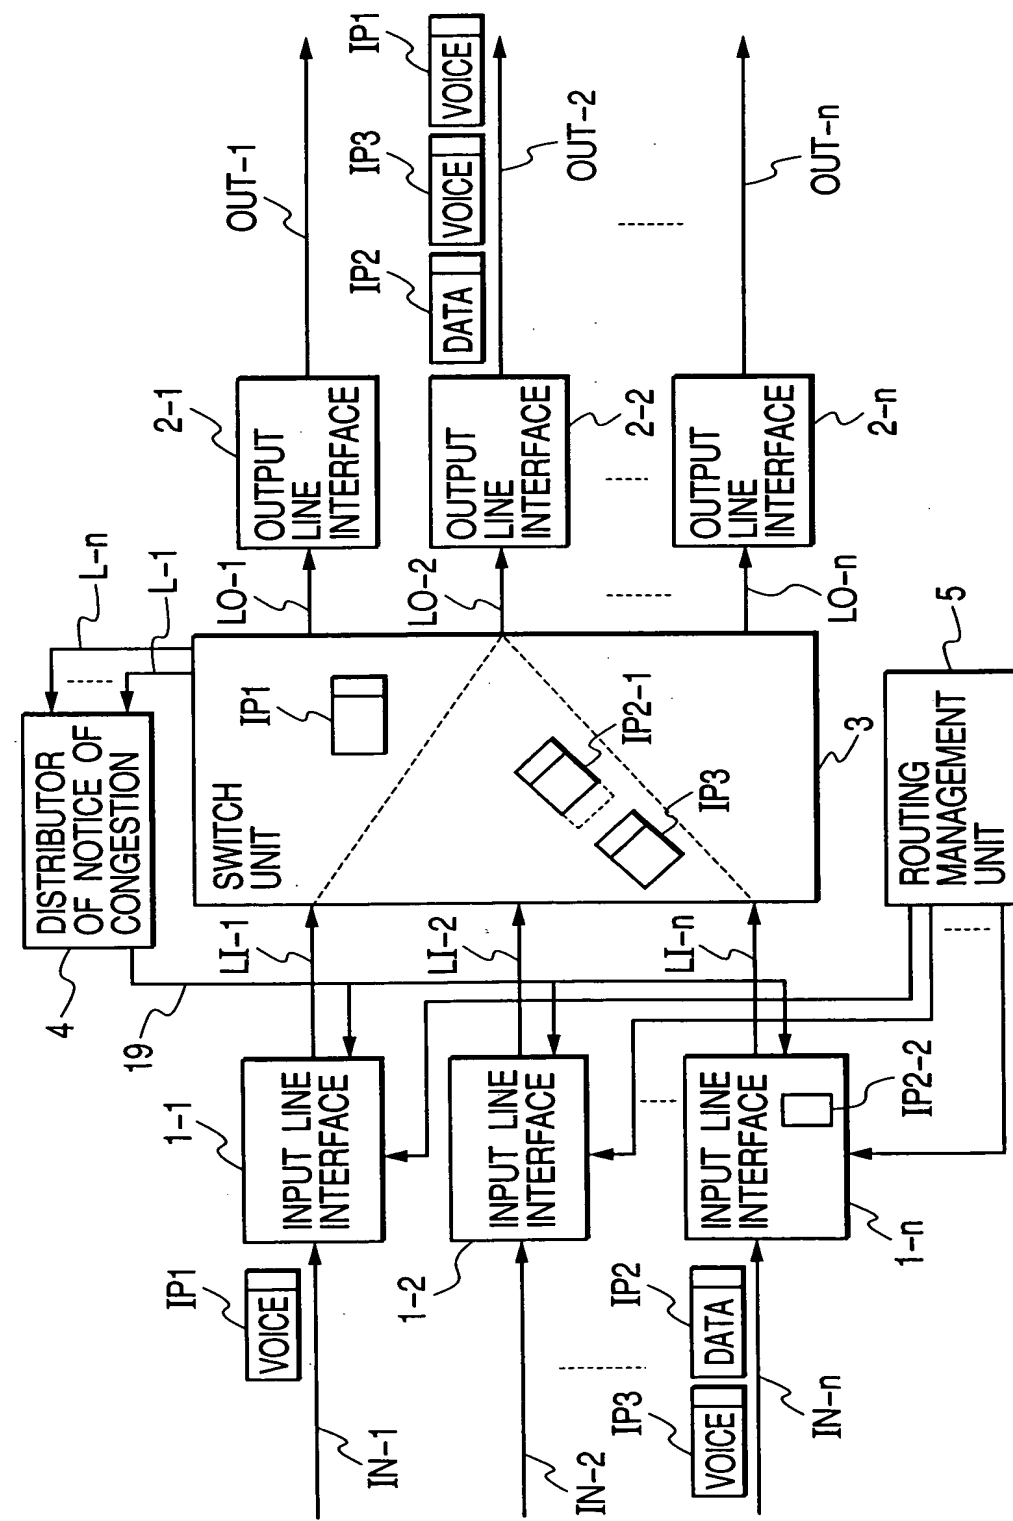 DISTRIBUTOR
OF NOTICE OF
CONGESTION
4
19
L-n
L-1
IP1
VOICE
IN-1
1-1
INPUT LINE
INTERFACE
LI-1
SWITCH
UNIT
IP1
LO-1
2-1
OUTPUT
LINE
INTERFACE
OUT-1
IN-2
1-2
INPUT LINE
INTERFACE
LI-2
IP2-1
IP3
LO-2
OUTPUT
LINE
INTERFACE
2-2
IP2
DATA
IP3
VOICE
IP1
VOICE
OUT-2
IP3
VOICE
IP2
DATA
IN-n
INPUT LINE
INTERFACE
1-n
IP2-2
LI-n
3
LO-n
OUTPUT
LINE
INTERFACE
2-n
OUT-n
ROUTING
MANAGEMENT
UNIT
5